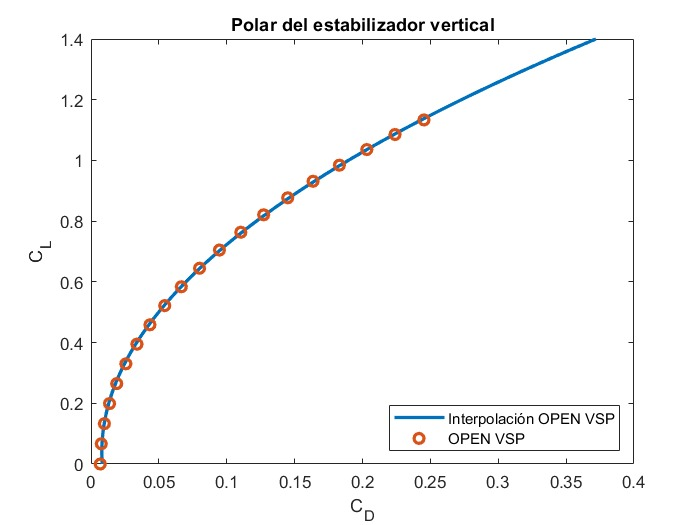 Polar del estabilizador vertical
1.4
1.2
1
0.8
0.6
0.4
0.2
0
C_L
0 0.05 0.1 0.15 0.2 0.25 0.3 0.35 0.4
C_D
Interpolación OPEN VSP
OPEN VSP